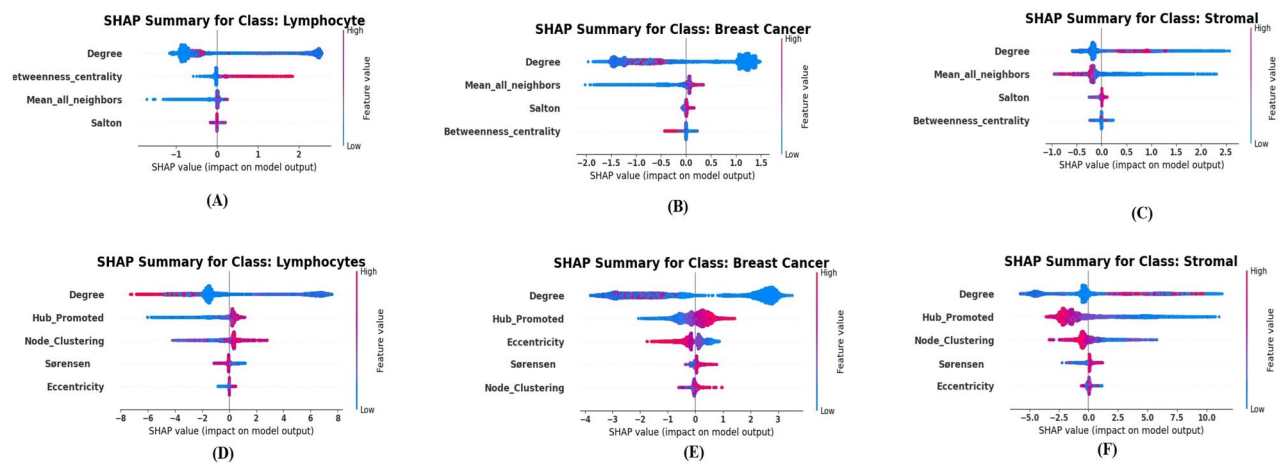 SHAP Summary for Class: Lymphocyte
High
Degree
etweenness_centrality
Mean_all_neighbors
Salton
Feature value
Low
-1 0 1 2
SHAP value (impact on model output)
(A)
SHAP Summary for Class: Breast Cancer
High
Degree
Mean_all_neighbors
Salton
Betweenness_centrality
Feature value
Low
-2.0 -1.5 -1.0 -0.5 0.0 0.5 1.0 1.5
SHAP value (impact on model output)
(B)
SHAP Summary for Class: Stromal
High
Degree
Mean_all_neighbors
Salton
Betweenness_centrality
Feature value
Low
-1.0 -0.5 0.0 0.5 1.0 1.5 2.0 2.5
SHAP value (impact on model output)
(C)
SHAP Summary for Class: Lymphocytes
High
Degree
Hub_Promoted
Node_Clustering
Sørensen
Eccentricity
Feature value
Low
−8 −6 −4 −2 0 2 4 6 8
SHAP value (impact on model output)
(D)
SHAP Summary for Class: Breast Cancer
High
Degree
Hub_Promoted
Eccentricity
Sørensen
Node_Clustering
Feature value
Low
−4 −3 −2 −1 0 1 2 3
SHAP value (impact on model output)
(E)
SHAP Summary for Class: Stromal
High
Degree
Hub_Promoted
Node_Clustering
Sørensen
Eccentricity
Feature value
Low
−5.0 −2.5 0.0 2.5 5.0 7.5 10.0
SHAP value (impact on model output)
(F)